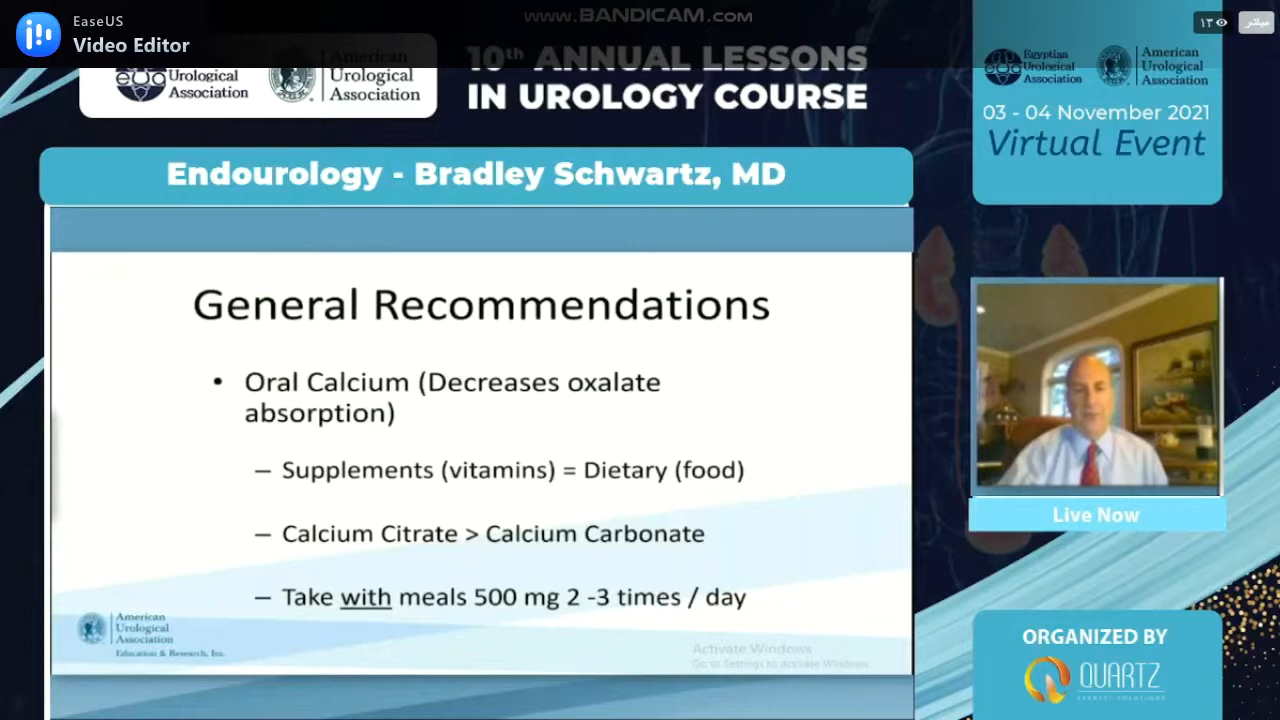 EaseUS
Video Editor
www.BANDICAM.com
Urological
Association
American
Urological
Association
10th ANNUAL LESSONS
IN UROLOGY COURSE
Egyptian
Urological
Association
American
Urological
Association
03 - 04 November 2021
Virtual Event
١٣
مباشر
Endourology - Bradley Schwartz, MD
General Recommendations
• Oral Calcium (Decreases oxalate
absorption)
– Supplements (vitamins) = Dietary (food)
– Calcium Citrate > Calcium Carbonate
– Take with meals 500 mg 2 -3 times / day
American
Urological
Association
Education & Research, Inc.
Activate Windows
Go to Settings to activate Windows
Live Now
ORGANIZED BY
QUARTZ